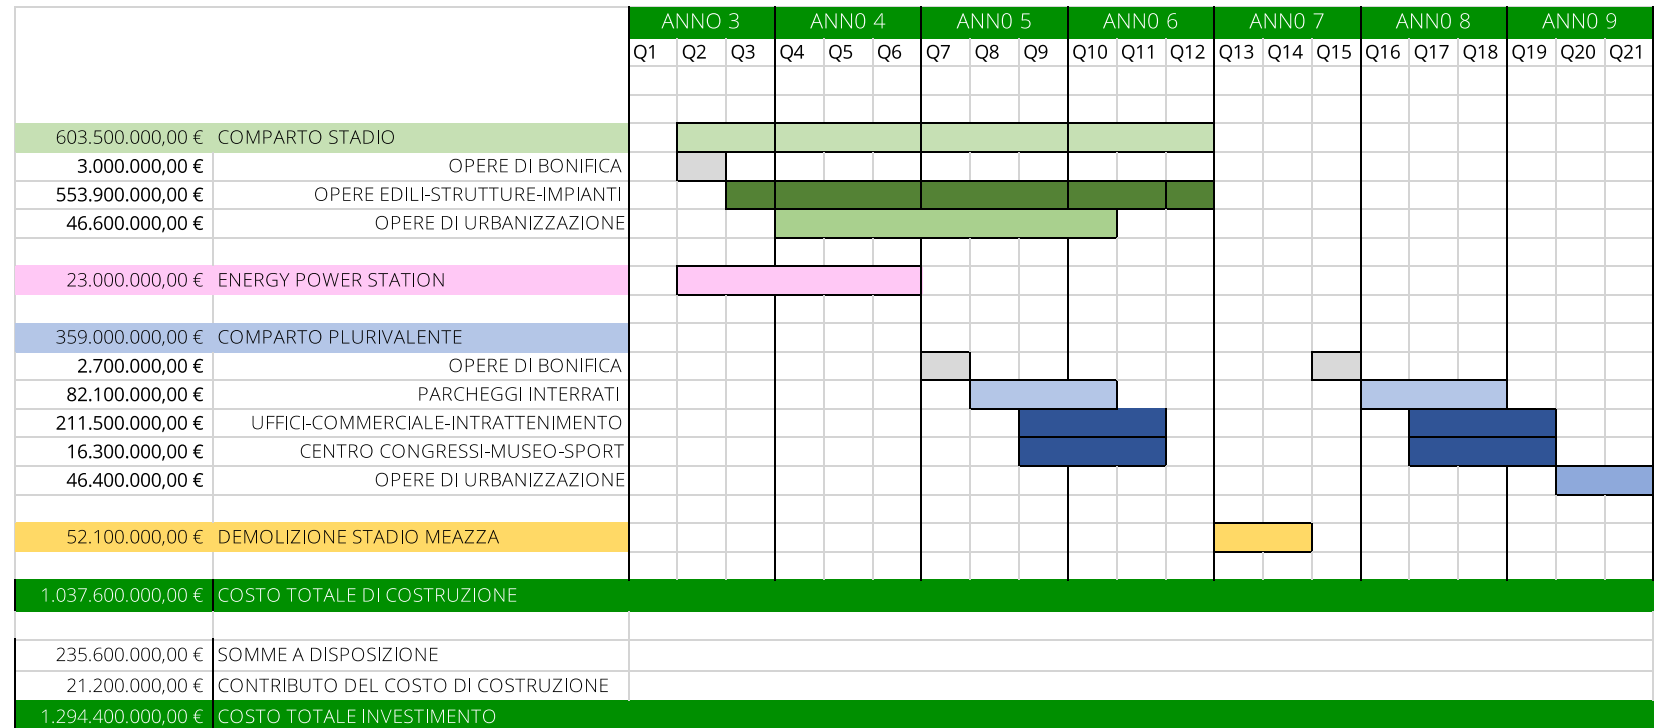 ANNO 3 ANN0 4 ANN0 5 ANN0 6 ANN0 7 ANN0 8 ANN0 9
Q1 Q2 Q3 Q4 Q5 Q6 Q7 Q8 Q9 Q10 Q11 Q12 Q13 Q14 Q15 Q16 Q17 Q18 Q19 Q20 Q21
603.500.000,00 € COMPARTO STADIO
3.000.000,00 € OPERE DI BONIFICA
553.900.000,00 € OPERE EDILI-STRUTTURE-IMPIANTI
46.600.000,00 € OPERE DI URBANIZZAZIONE
23.000.000,00 € ENERGY POWER STATION
359.000.000,00 € COMPARTO PLURIVALENTE
2.700.000,00 € OPERE DI BONIFICA
82.100.000,00 € PARCHEGGI INTERRATI
211.500.000,00 € UFFICI-COMMERCIALE-INTRATTENIMENTO
16.300.000,00 € CENTRO CONGRESSI-MUSEO-SPORT
46.400.000,00 € OPERE DI URBANIZZAZIONE
52.100.000,00 € DEMOLIZIONE STADIO MEAZZA
1.037.600.000,00 € COSTO TOTALE DI COSTRUZIONE
235.600.000,00 € SOMME A DISPOSIZIONE
21.200.000,00 € CONTRIBUTO DEL COSTO DI COSTRUZIONE
1.294.400.000,00 € COSTO TOTALE INVESTIMENTO